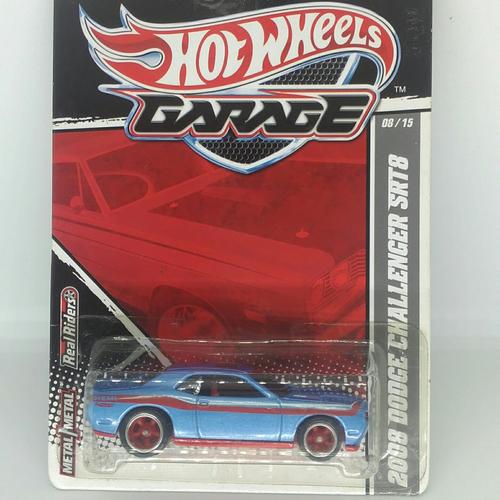 HOT WHEELS
TM
GARAGE
08/15
2008 DODGE CHALLENGER SRT8
Real Riders
METAL/METAL